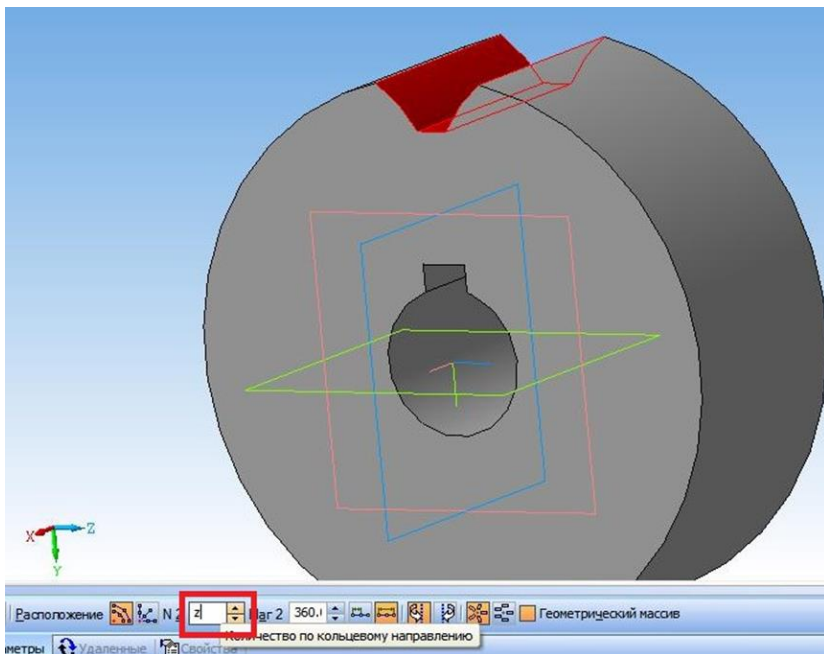 X Z
Y
Расположение N 2 z Шаг 2 360.( Геометрический массив
Количество по кольцевому направлению
метры Удаленные Свойства